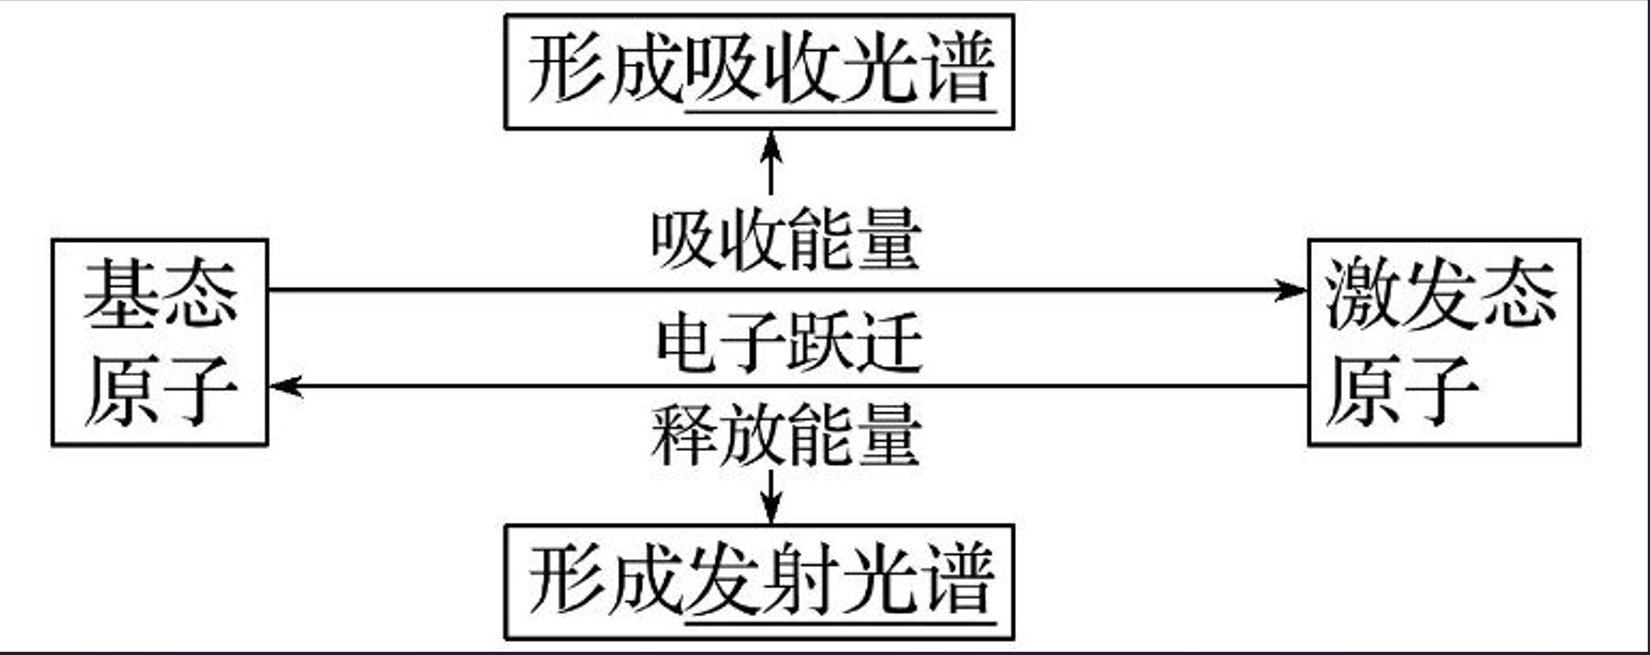 形成吸收光谱
吸收能量
基态
原子
电子跃迁
激发态
原子
释放能量
形成发射光谱